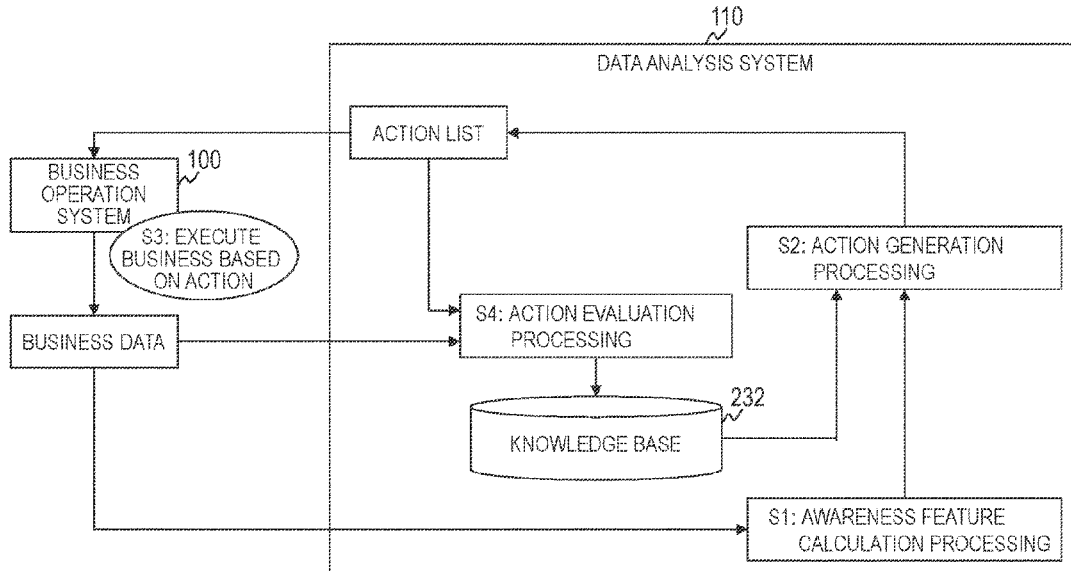 110
DATA ANALYSIS SYSTEM
ACTION LIST
100
BUSINESS
OPERATION
SYSTEM
S3: EXECUTE
BUSINESS BASED
ON ACTION
S2: ACTION GENERATION
PROCESSING
S4: ACTION EVALUATION
PROCESSING
BUSINESS DATA
232
KNOWLEDGE BASE
S1: AWARENESS FEATURE
CALCULATION PROCESSING